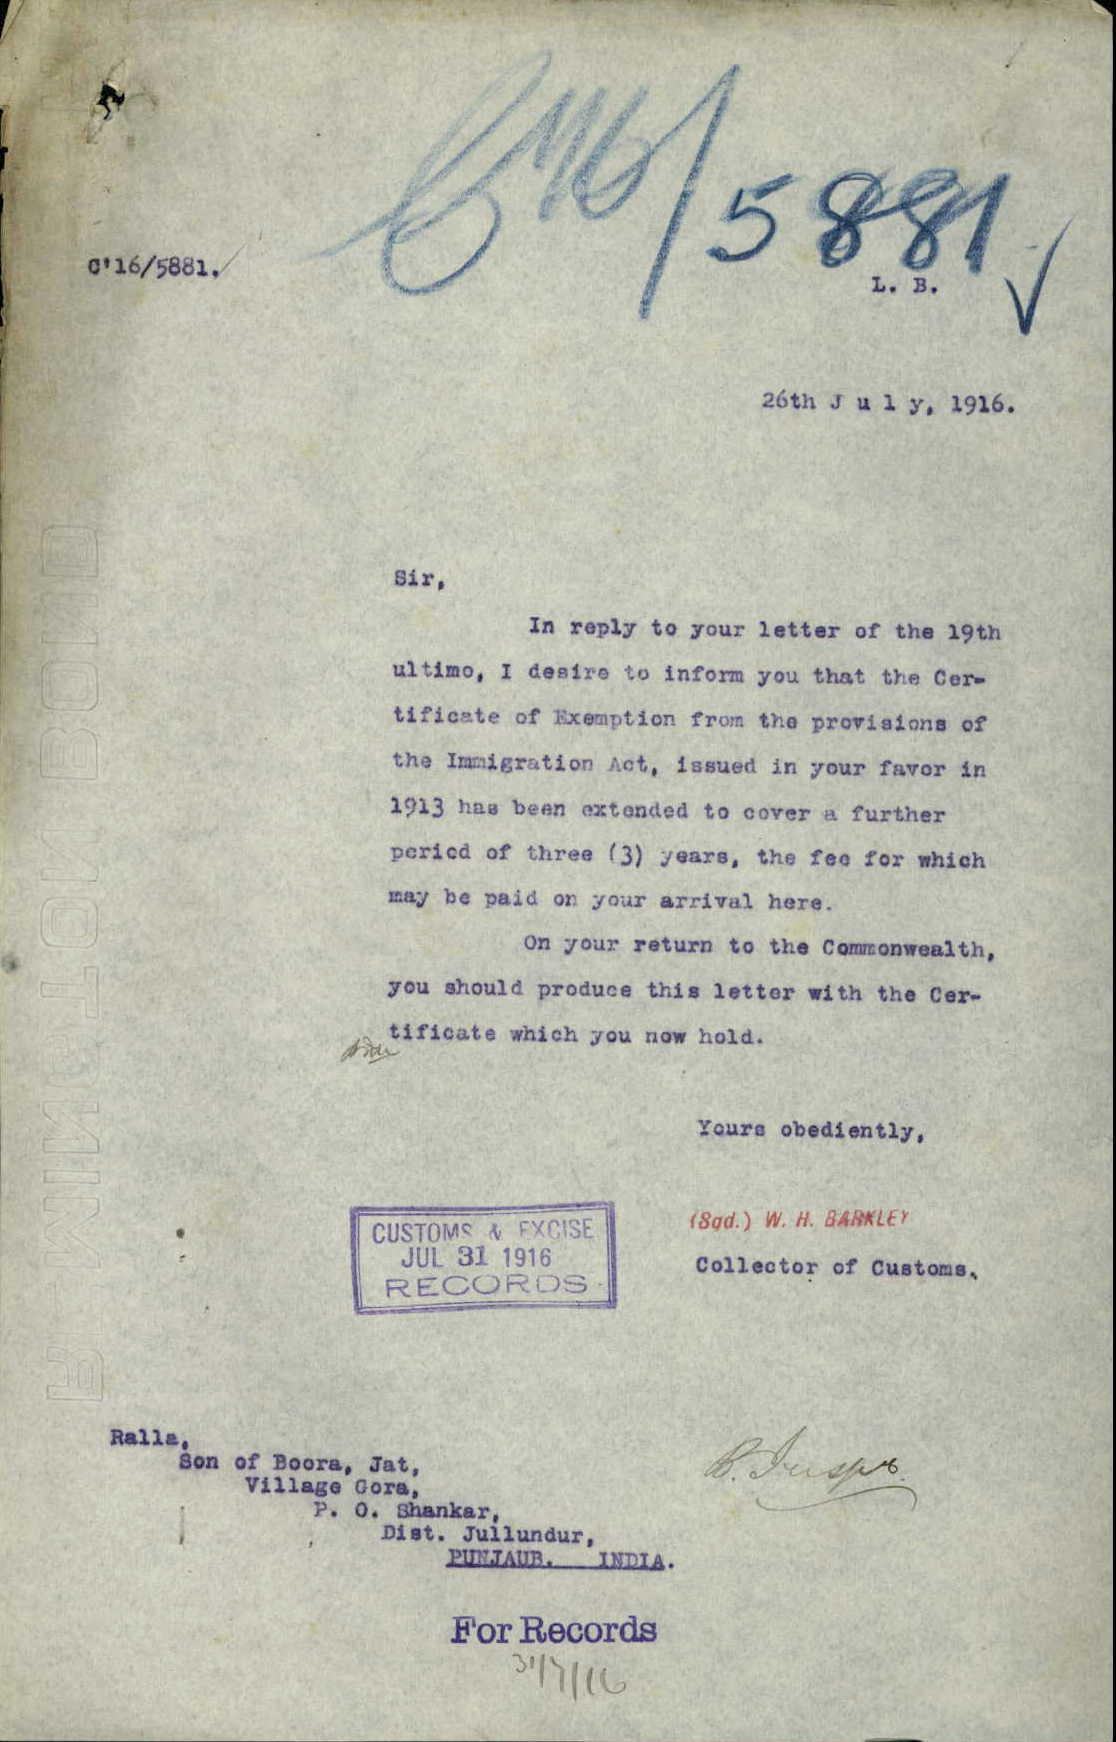 C16/5881
C'16/5881.
L. B.
26th J u l y, 1916.
Sir,
In reply to your letter of the 19th
ultimo, I desire to inform you that the Cer-
tificate of Exemption from the provisions of
the Immigration Act, issued in your favor in
1913 has been extended to cover a further
period of three (3) years, the fee for which
may be paid on your arrival here.
On your return to the Commonwealth,
you should produce this letter with the Cer-
tificate which you now hold.
Yours obediently,
(Sgd.) W. H. BARKLEY
Collector of Customs.
CUSTOMS & EXCISE
JUL 31 1916
RECORDS
Ralla,
Son of Boora, Jat,
Village Gora,
P. O. Shankar,
Dist. Jullundur,
PUNJAUB. INDIA.
B. Inspr.
For Records
31/7/16